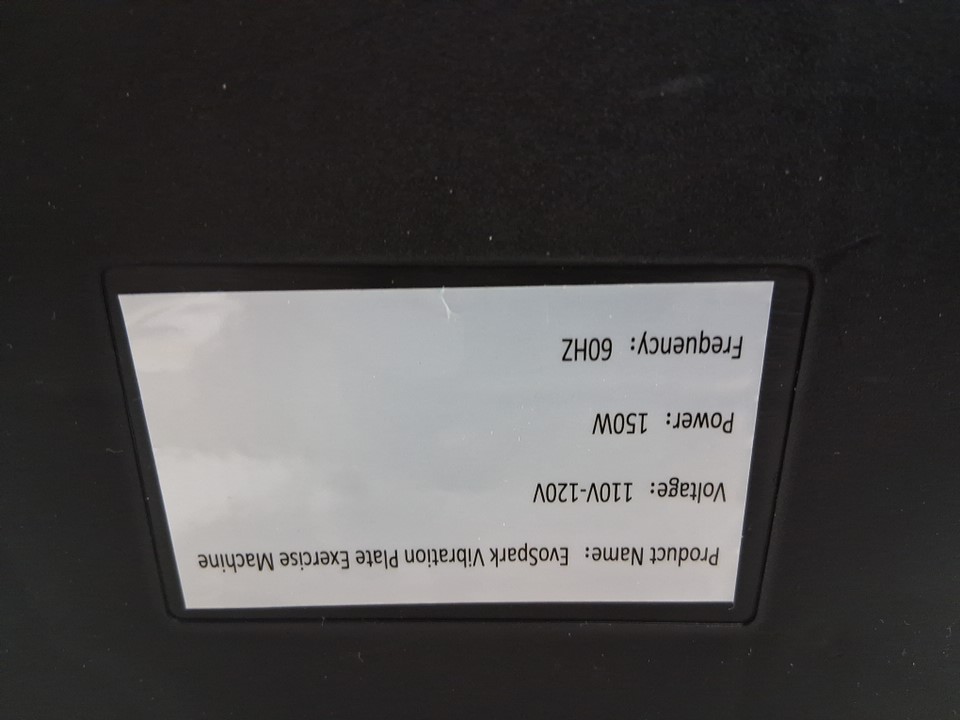 Product Name: EvoSpark Vibration Plate Exercise Machine
Voltage: 110V-120V
Power: 150W
Frequency: 60HZ